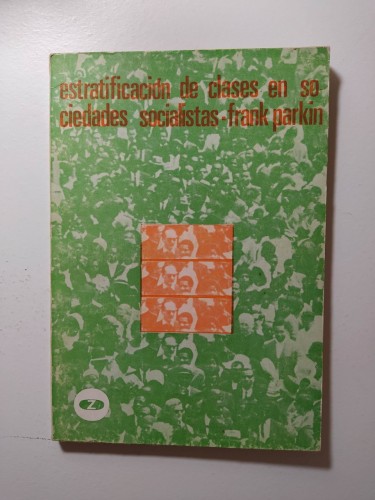 estratificación de clases en so
ciedades socialistas·frank parkin
Z